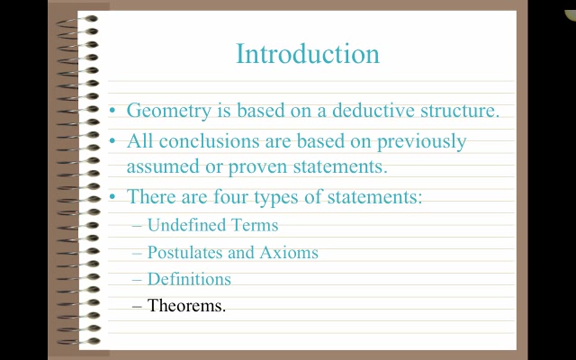 Introduction
• Geometry is based on a deductive structure.
• All conclusions are based on previously
assumed or proven statements.
• There are four types of statements:
– Undefined Terms
– Postulates and Axioms
– Definitions
– Theorems.